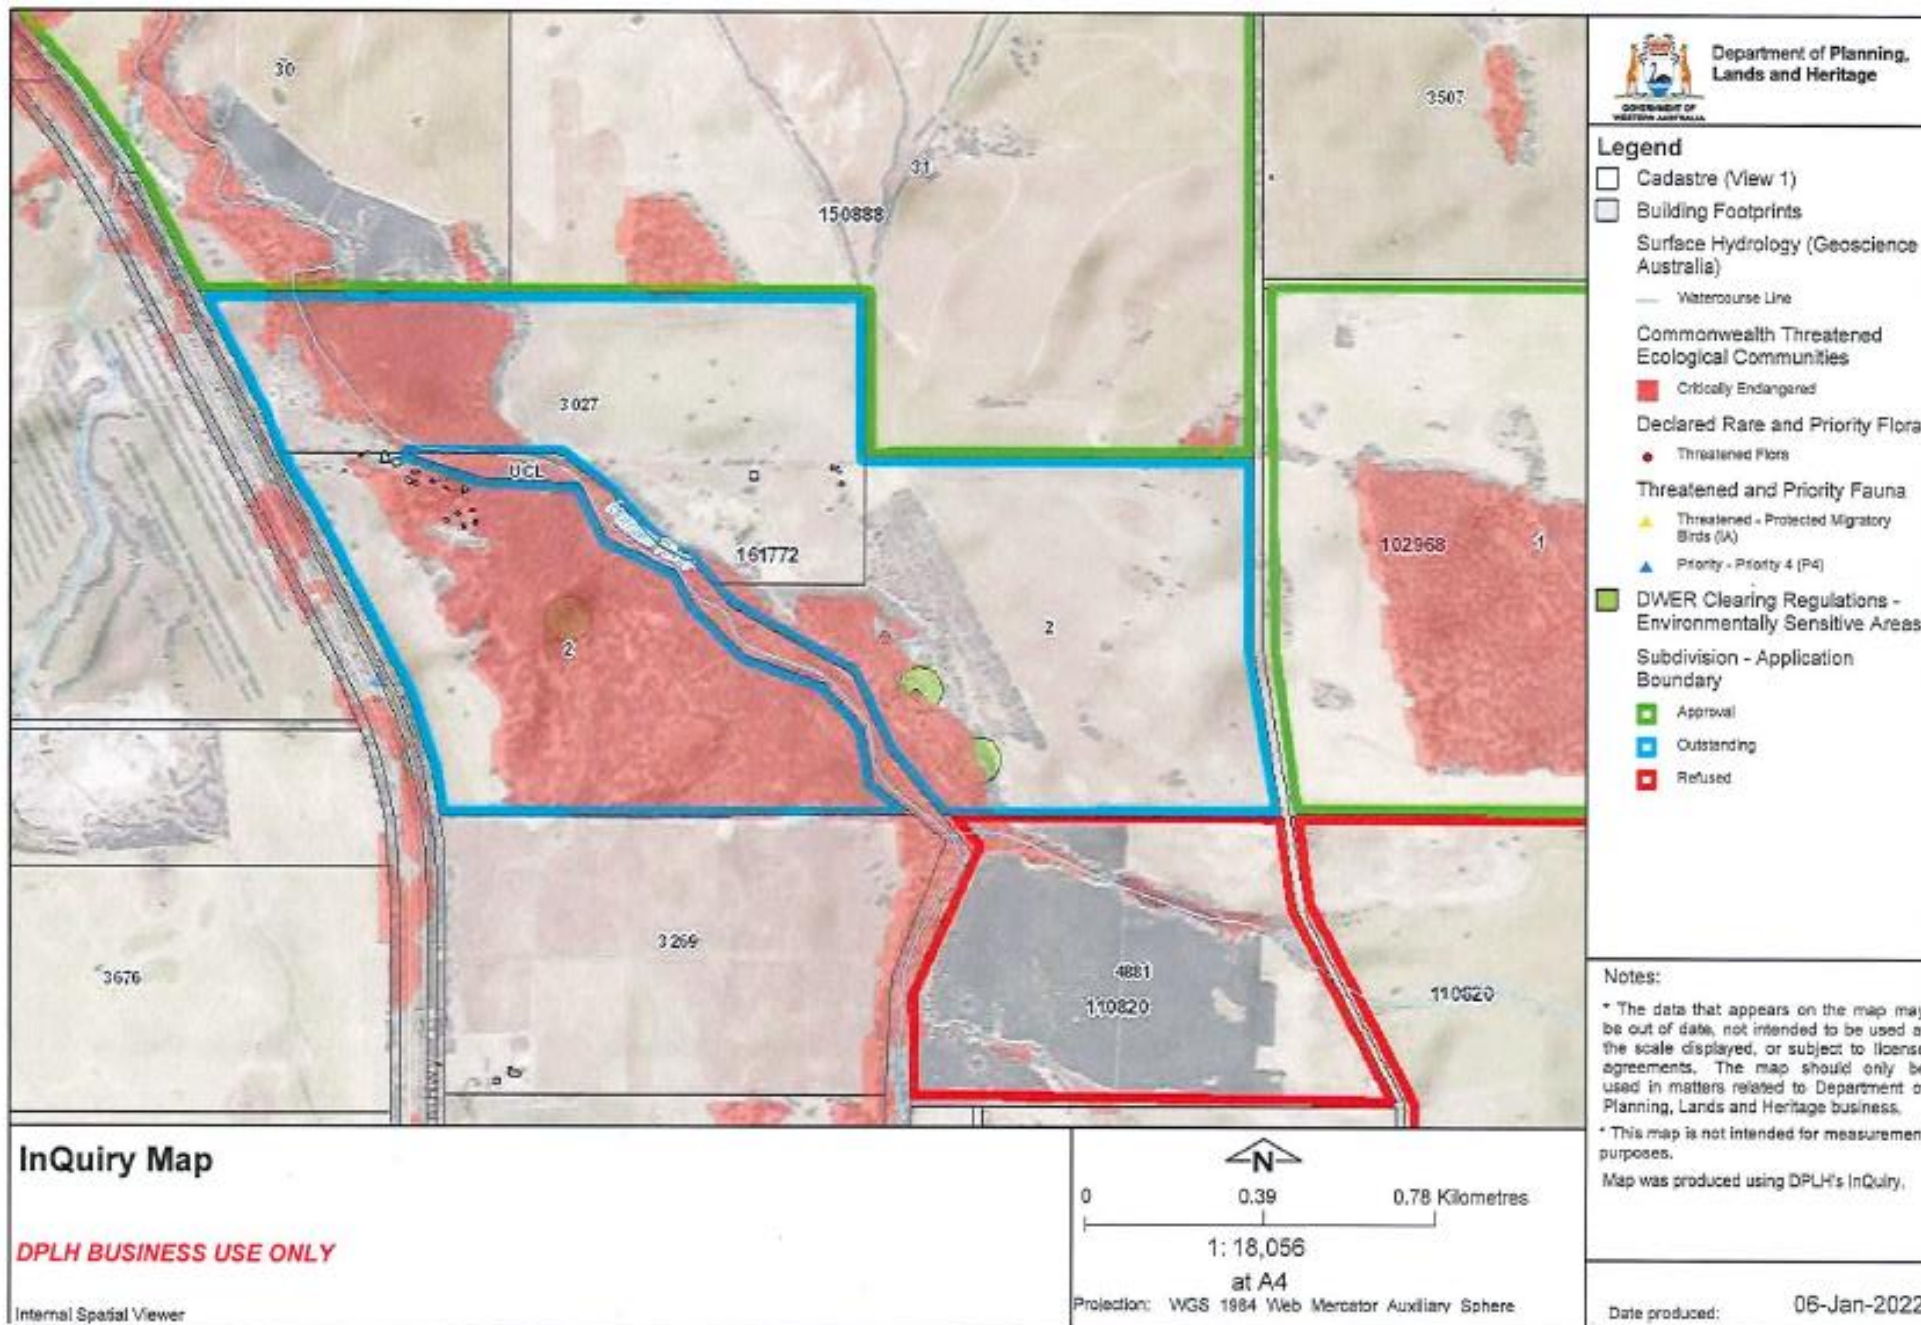 30
3507
31
150888
3027
UCL
161772
102968
1
2
2
3269
3676
4881
110820
110820
Department of Planning,
Lands and Heritage
GOVERNMENT OF
WESTERN AUSTRALIA
Legend
Cadastre (View 1)
Building Footprints
Surface Hydrology (Geoscience
Australia)
Watercourse Line
Commonwealth Threatened
Ecological Communities
Critically Endangered
Declared Rare and Priority Flora
Threatened Flora
Threatened and Priority Fauna
Threatened - Protected Migratory
Birds (IA)
Priority - Priority 4 (P4)
DWER Clearing Regulations -
Environmentally Sensitive Areas
Subdivision - Application
Boundary
Approval
Outstanding
Refused
Notes:
* The data that appears on the map may
be out of date, not intended to be used a
the scale displayed, or subject to license
agreements. The map should only be
used in matters related to Department o
Planning, Lands and Heritage business.
* This map is not intended for measuremen
purposes.
Map was produced using DPLH's InQuiry.
InQuiry Map
DPLH BUSINESS USE ONLY
Internal Spatial Viewer
N
0 0.39 0.78 Kilometres
1: 18,056
at A4
Projection: WGS 1984 Web Mercator Auxiliary Sphere
Date produced: 06-Jan-2022